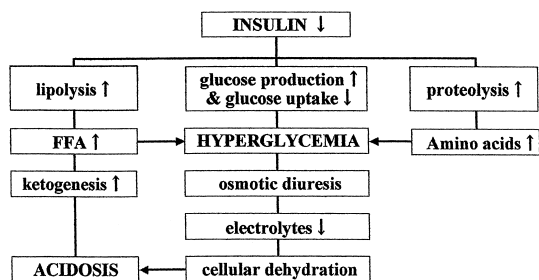 INSULIN ↓
lipolysis ↑
glucose production ↑
& glucose uptake ↓
proteolysis ↑
FFA ↑
HYPERGLYCEMIA
Amino acids ↑
ketogenesis ↑
osmotic diuresis
electrolytes ↓
ACIDOSIS
cellular dehydration